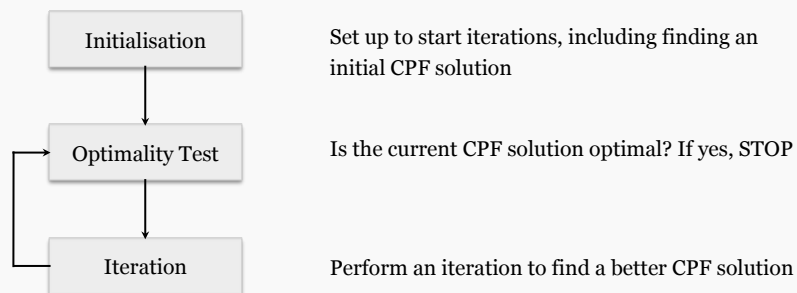 Initialisation
Set up to start iterations, including finding an
initial CPF solution
Optimality Test
Is the current CPF solution optimal? If yes, STOP
Iteration
Perform an iteration to find a better CPF solution